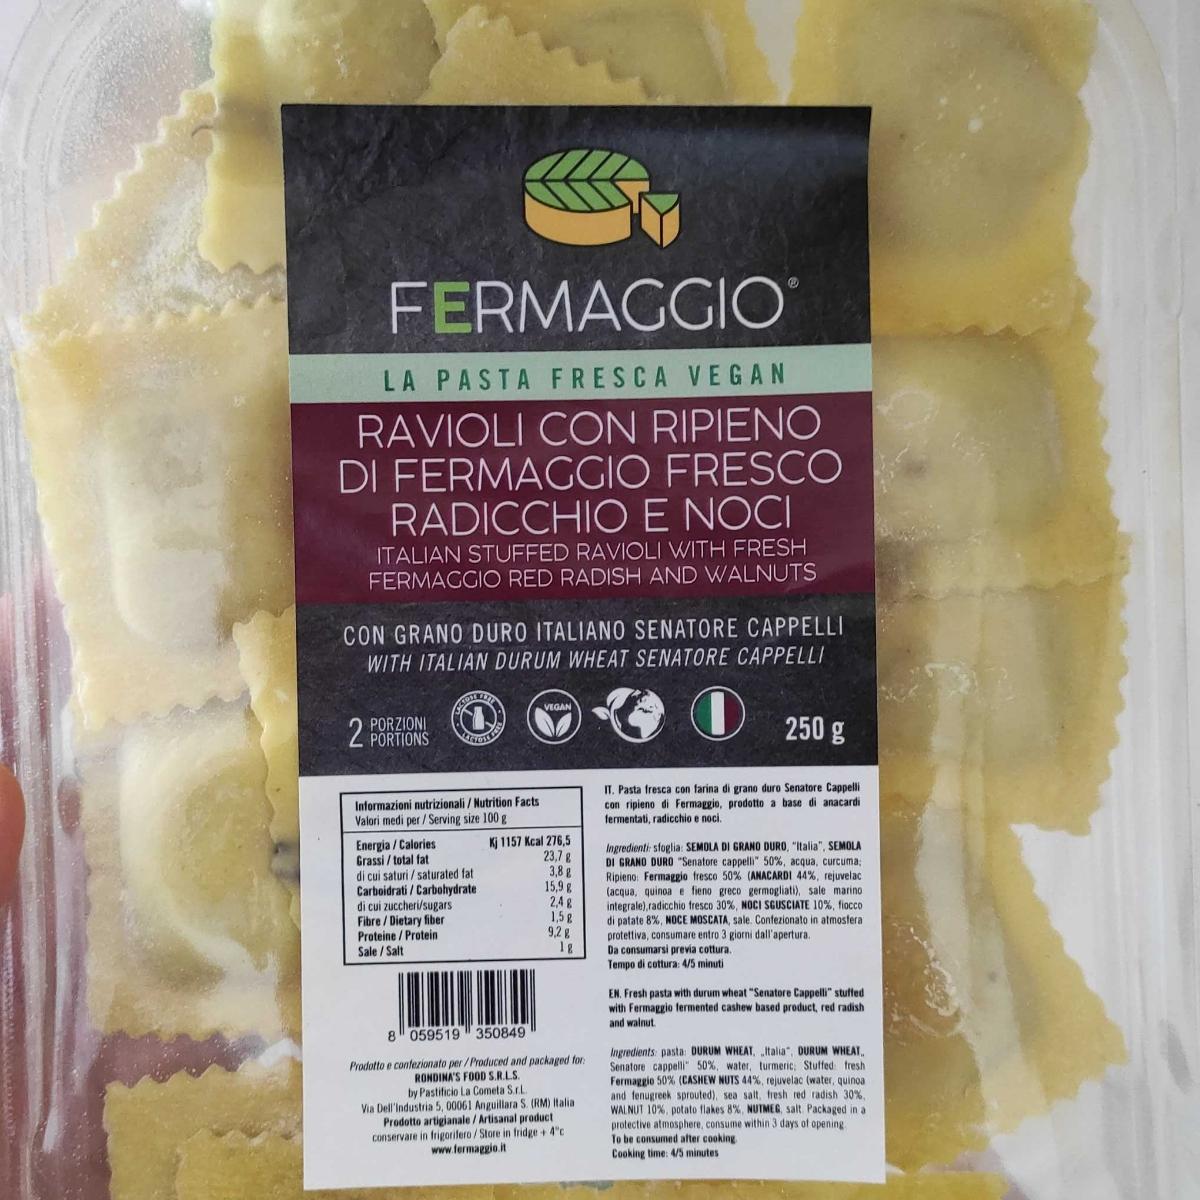 FERMAGGIO®
LA PASTA FRESCA VEGAN
RAVIOLI CON RIPIENO
DI FERMAGGIO FRESCO
RADICCHIO E NOCI
ITALIAN STUFFED RAVIOLI WITH FRESH
FERMAGGIO RED RADISH AND WALNUTS
CON GRANO DURO ITALIANO SENATORE CAPPELLI
WITH ITALIAN DURUM WHEAT SENATORE CAPPELLI
2 PORZIONI
PORTIONS
LACTOSE FREE
LACTOSE FREE
VEGAN
250 g
Informazioni nutrizionali / Nutrition Facts
Valori medi per / Serving size 100 g
Energia / Calories Kj 1157 Kcal 276,5
Grassi / total fat 23,7 g
di cui saturi / saturated fat 3,8 g
Carboidrati / Carbohydrate 15,9 g
di cui zuccheri/sugars 2,4 g
Fibre / Dietary fiber 1,5 g
Proteine / Protein 9,2 g
Sale / Salt 1 g
8 059519 350849
Prodotto e confezionato per / Produced and packaged for:
RONDINA'S FOOD S.R.L.S.
by Pastificio La Cometa S.r.L.
Via Dell'Industria 5, 00061 Anguillara S. (RM) Italia
Prodotto artigianale / Artisanal product
conservare in frigorifero / Store in fridge + 4°c
www.fermaggio.it
IT. Pasta fresca con farina di grano duro Senatore Cappelli
con ripieno di Fermaggio, prodotto a base di anacardi
fermentati, radicchio e noci.
Ingredienti: sfoglia: SEMOLA DI GRANO DURO, "Italia", SEMOLA
DI GRANO DURO "Senatore cappelli" 50%, acqua, curcuma;
Ripieno: Fermaggio fresco 50% (ANACARDI 44%, rejuvelac
(acqua, quinoa e fieno greco germogliati), sale marino
integrale),radicchio fresco 30%, NOCI SGUSCIATE 10%, fiocco
di patate 8%, NOCE MOSCATA, sale. Confezionato in atmosfera
protettiva, consumare entro 3 giorni dall'apertura.
Da consumarsi previa cottura.
Tempo di cottura: 4/5 minuti
EN. Fresh pasta with durum wheat "Senatore Cappelli" stuffed
with Fermaggio fermented cashew based product, red radish
and walnut.
Ingredients: pasta: DURUM WHEAT, „Italia", DURUM WHEAT„
Senatore cappelli" 50%, water, turmeric; Stuffed: fresh
Fermaggio 50% (CASHEW NUTS 44%, rejuvelac (water, quinoa
and fenugreek sprouted), sea salt, fresh red radish 30%,
WALNUT 10%, potato flakes 8%, NUTMEG, salt. Packaged in a
protective atmosphere, consume within 3 days of opening.
To be consumed after cooking.
Cooking time: 4/5 minutes